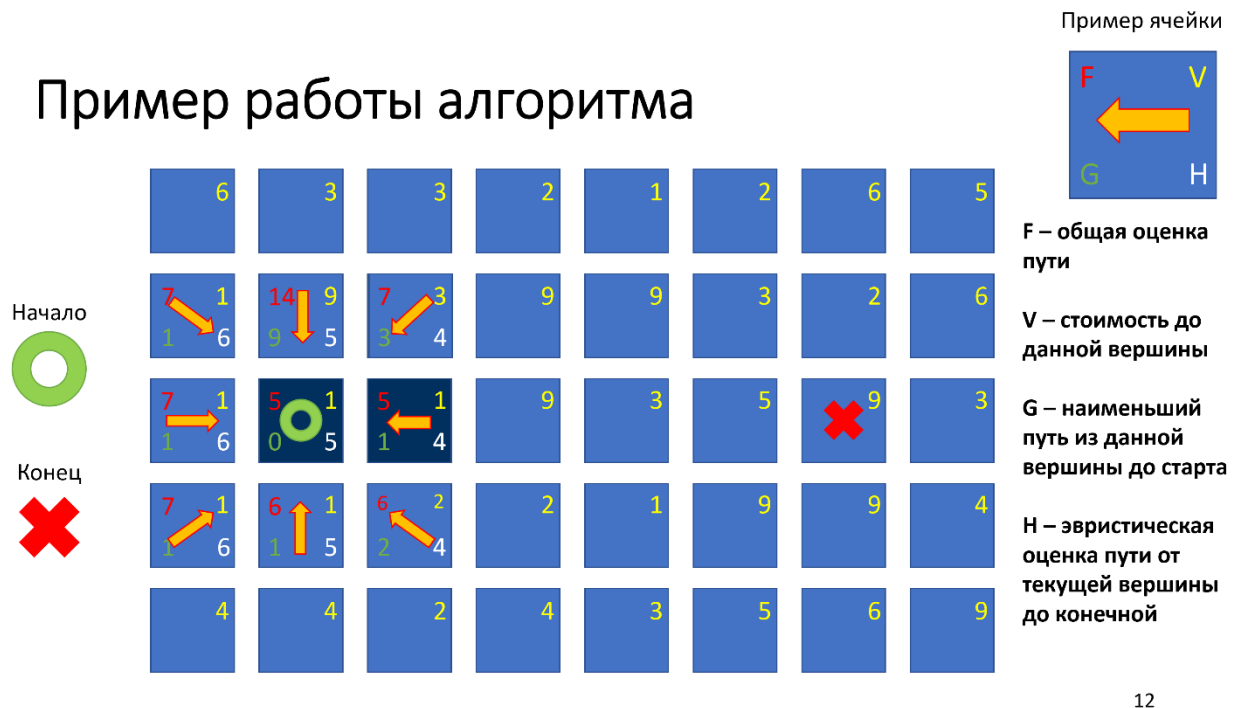 Пример ячейки
F V
G H
Пример работы алгоритма
6 3 3 2 1 2 6 5
F – общая оценка
пути
7 1 14 9 7 3 9 9 3 2 6
1 6 9 5 3 4
Начало
V – стоимость до
данной вершины
7 1 5 1 5 1 9 3 5 9 3
1 6 0 5 1 4
G – наименьший
путь из данной
вершины до старта
Конец
7 1 6 1 6 2 2 1 9 9 4
1 6 1 5 2 4
H – эвристическая
оценка пути от
текущей вершины
до конечной
4 4 2 4 3 5 6 9
12